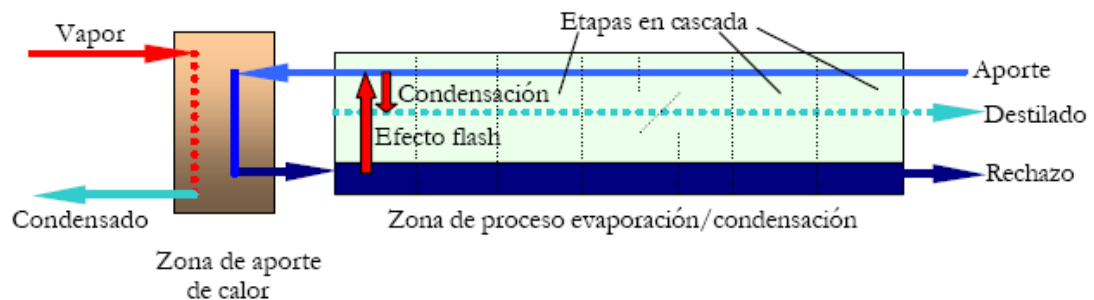 Vapor
Etapas en cascada
Aporte
Condensación
Destilado
Efecto flash
Rechazo
Condensado
Zona de proceso evaporación/condensación
Zona de aporte
de calor